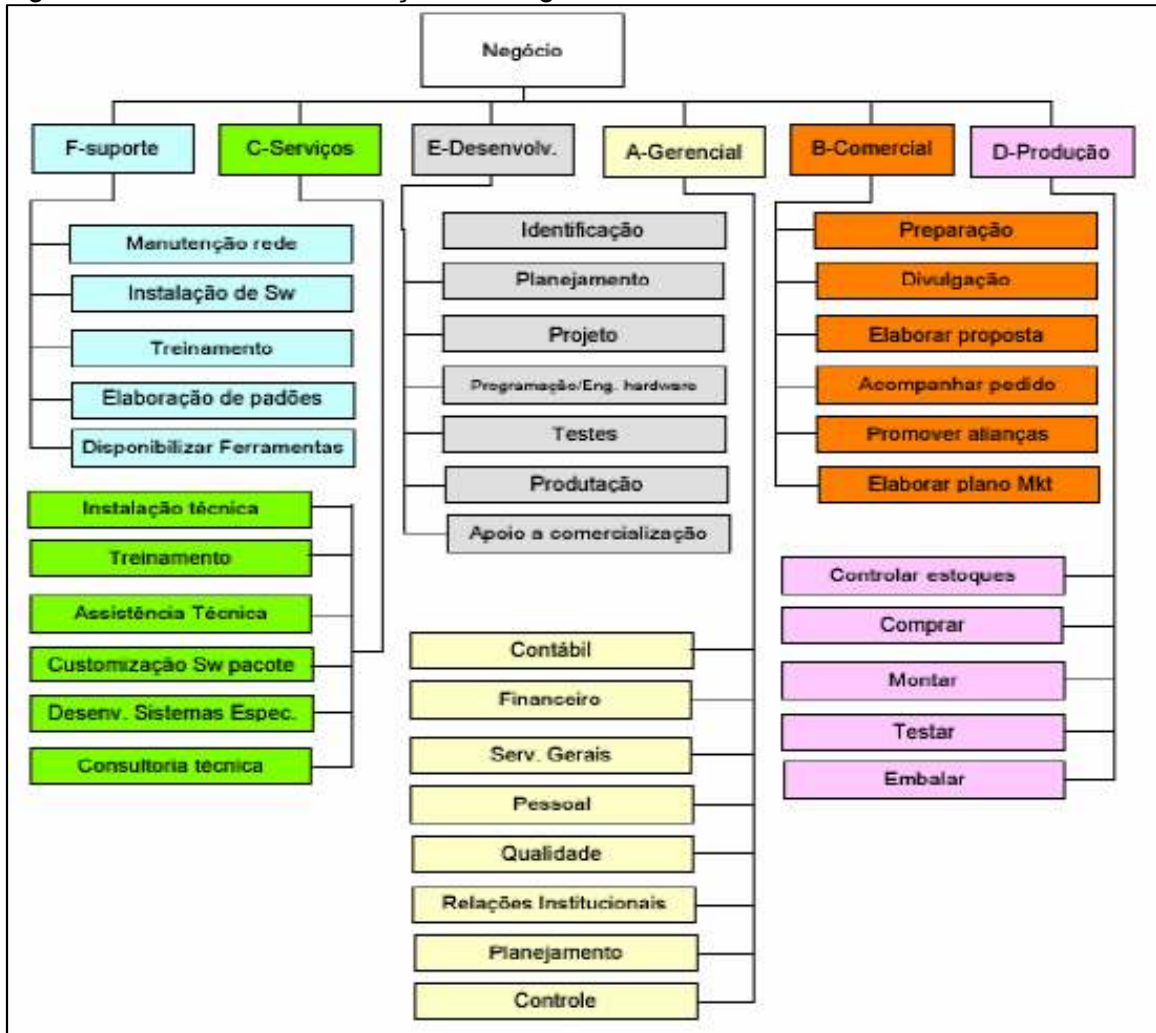 Negócio
F-suporte
C-Serviços
E-Desenvolv.
A-Gerencial
B-Comercial
D-Produção
Manutenção rede
Instalação de Sw
Treinamento
Elaboração de padões
Disponibilizar Ferramentas
Instalação técnica
Treinamento
Assistência Técnica
Customização Sw pacote
Desenv. Sistemas Espec.
Consultoria técnica
Identificação
Planejamento
Projeto
Programação/Eng. hardware
Testes
Produtação
Apoio a comercialização
Contábil
Financeiro
Serv. Gerais
Pessoal
Qualidade
Relações Institucionais
Planejamento
Controle
Preparação
Divulgação
Elaborar proposta
Acompanhar pedido
Promover alianças
Elaborar plano Mkt
Controlar estoques
Comprar
Montar
Testar
Embalar